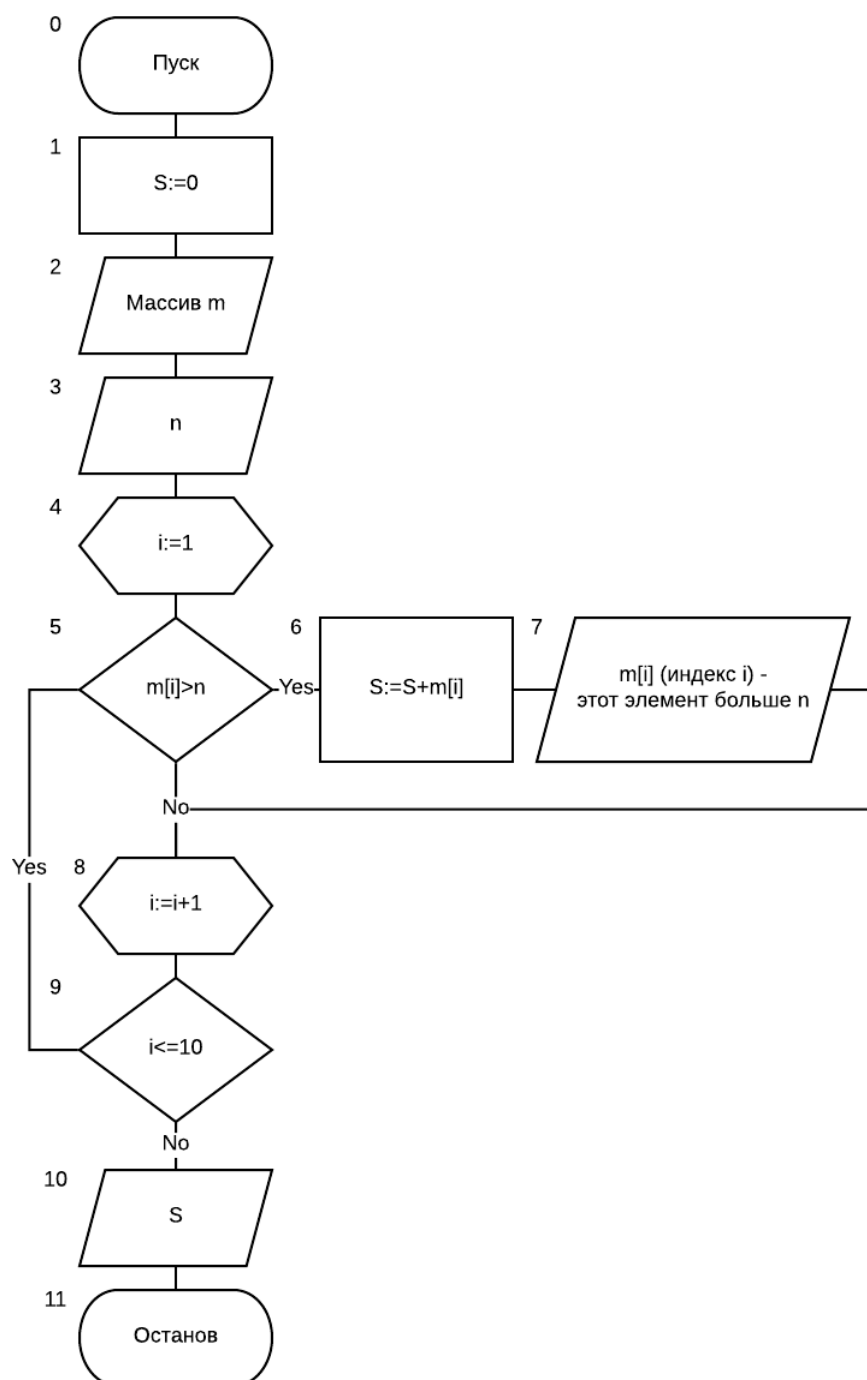 0
Пуск
1
S:=0
2
Массив m
3
n
4
i:=1
5
m[i]>n
Yes
6
S:=S+m[i]
7
m[i] (индекс i) -
этот элемент больше n
No
Yes
8
i:=i+1
9
i<=10
No
10
S
11
Останов